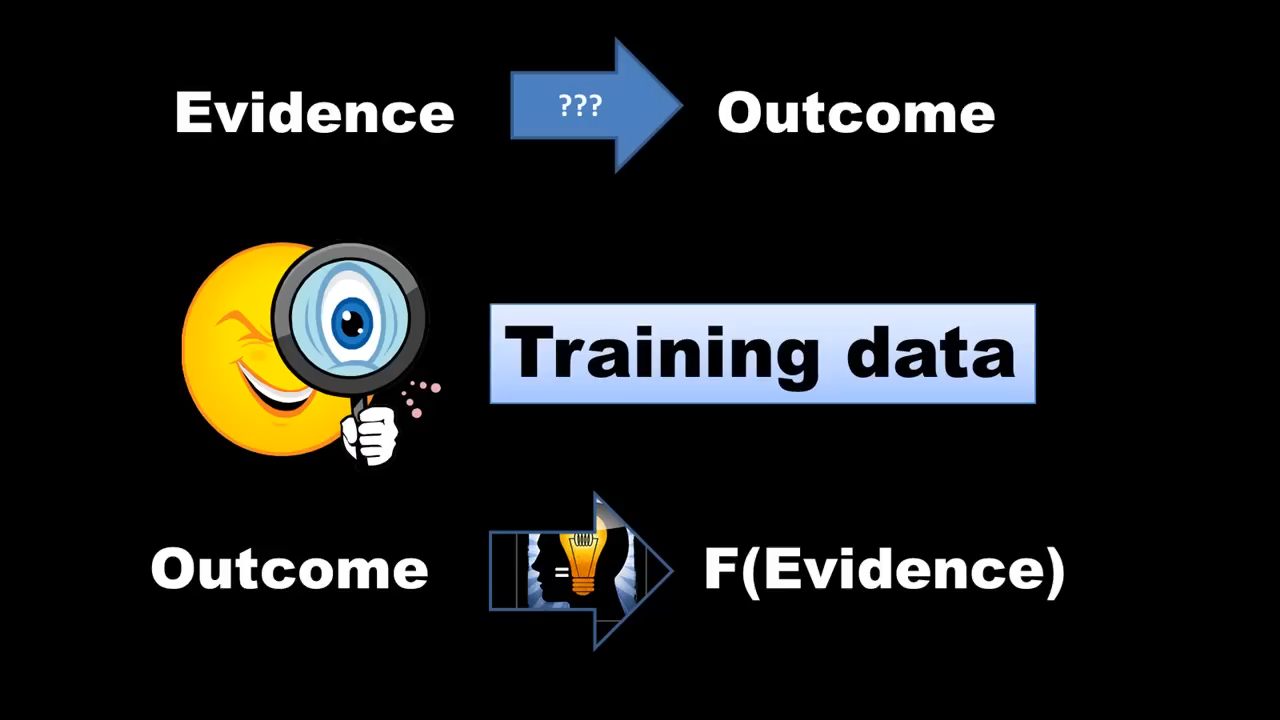 Evidence ??? Outcome
Training data
Outcome = F(Evidence)